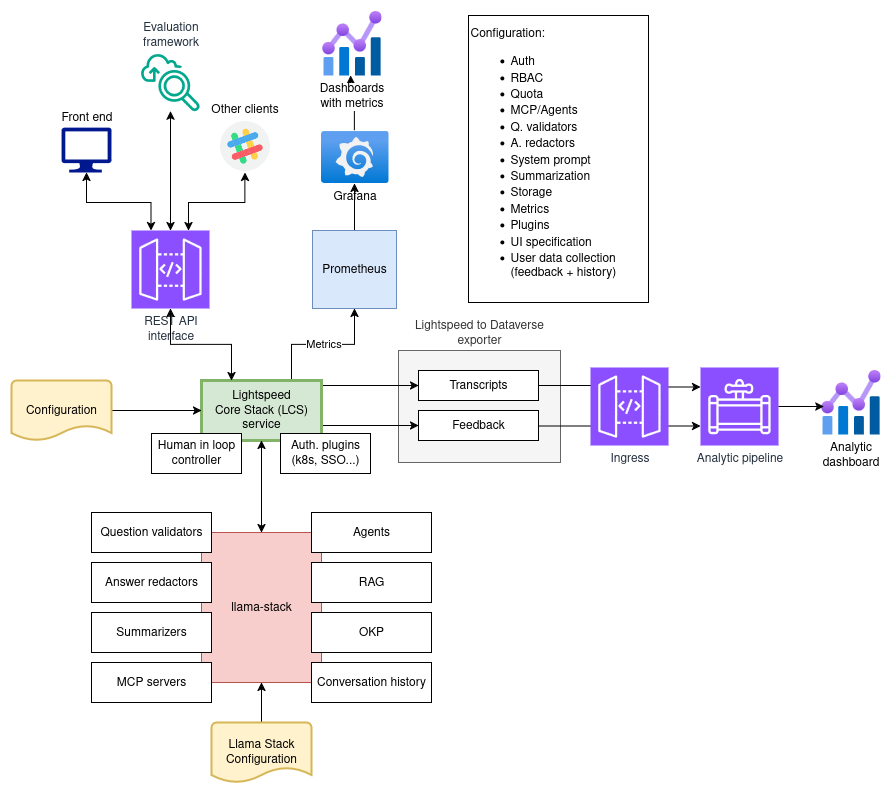 Evaluation
framework
Front end
Other clients
Dashboards
with metrics
Grafana
Prometheus
REST API
interface
Metrics
Configuration:
Auth
RBAC
Quota
MCP/Agents
Q. validators
A. redactors
System prompt
Summarization
Storage
Metrics
Plugins
UI specification
User data collection
(feedback + history)
Lightspeed to Dataverse
exporter
Configuration
Lightspeed
Core Stack (LCS)
service
Human in loop
controller
Auth. plugins
(k8s, SSO...)
Transcripts
Feedback
Ingress
Analytic pipeline
Analytic
dashboard
Question validators
Answer redactors
Summarizers
MCP servers
llama-stack
Agents
RAG
OKP
Conversation history
Llama Stack
Configuration